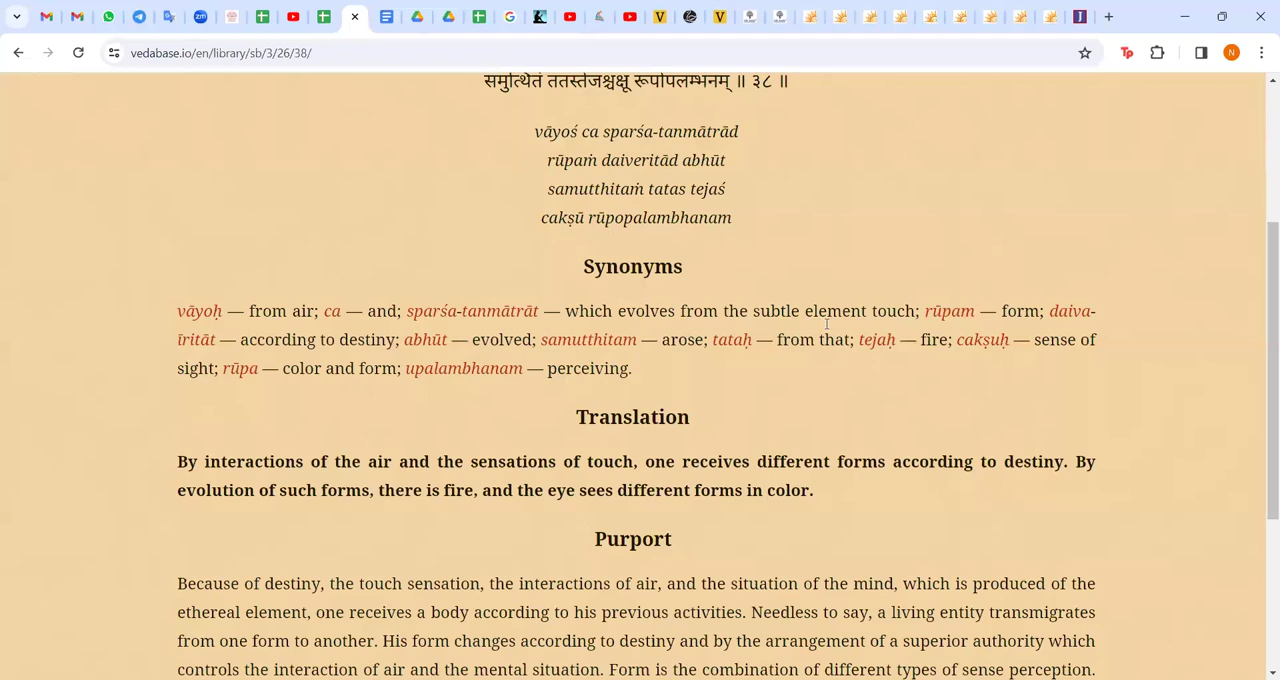 vedabase.io/en/library/sb/3/26/38/
समुत्थितं ततस्तेजश्चक्षू रूपोपलम्भनम् ॥ ३८ ॥
vāyoś ca sparśa-tanmātrād
rūpaṁ daiveritād abhūt
samutthitaṁ tatas tejaś
cakṣū rūpopalambhanam
Synonyms
vāyoḥ — from air; ca — and; sparśa-tanmātrāt — which evolves from the subtle element touch; rūpam — form; daiva-
īritāt — according to destiny; abhūt — evolved; samutthitam — arose; tataḥ — from that; tejaḥ — fire; cakṣuḥ — sense of
sight; rūpa — color and form; upalambhanam — perceiving.
Translation
By interactions of the air and the sensations of touch, one receives different forms according to destiny. By
evolution of such forms, there is fire, and the eye sees different forms in color.
Purport
Because of destiny, the touch sensation, the interactions of air, and the situation of the mind, which is produced of the
ethereal element, one receives a body according to his previous activities. Needless to say, a living entity transmigrates
from one form to another. His form changes according to destiny and by the arrangement of a superior authority which
controls the interaction of air and the mental situation. Form is the combination of different types of sense perception.